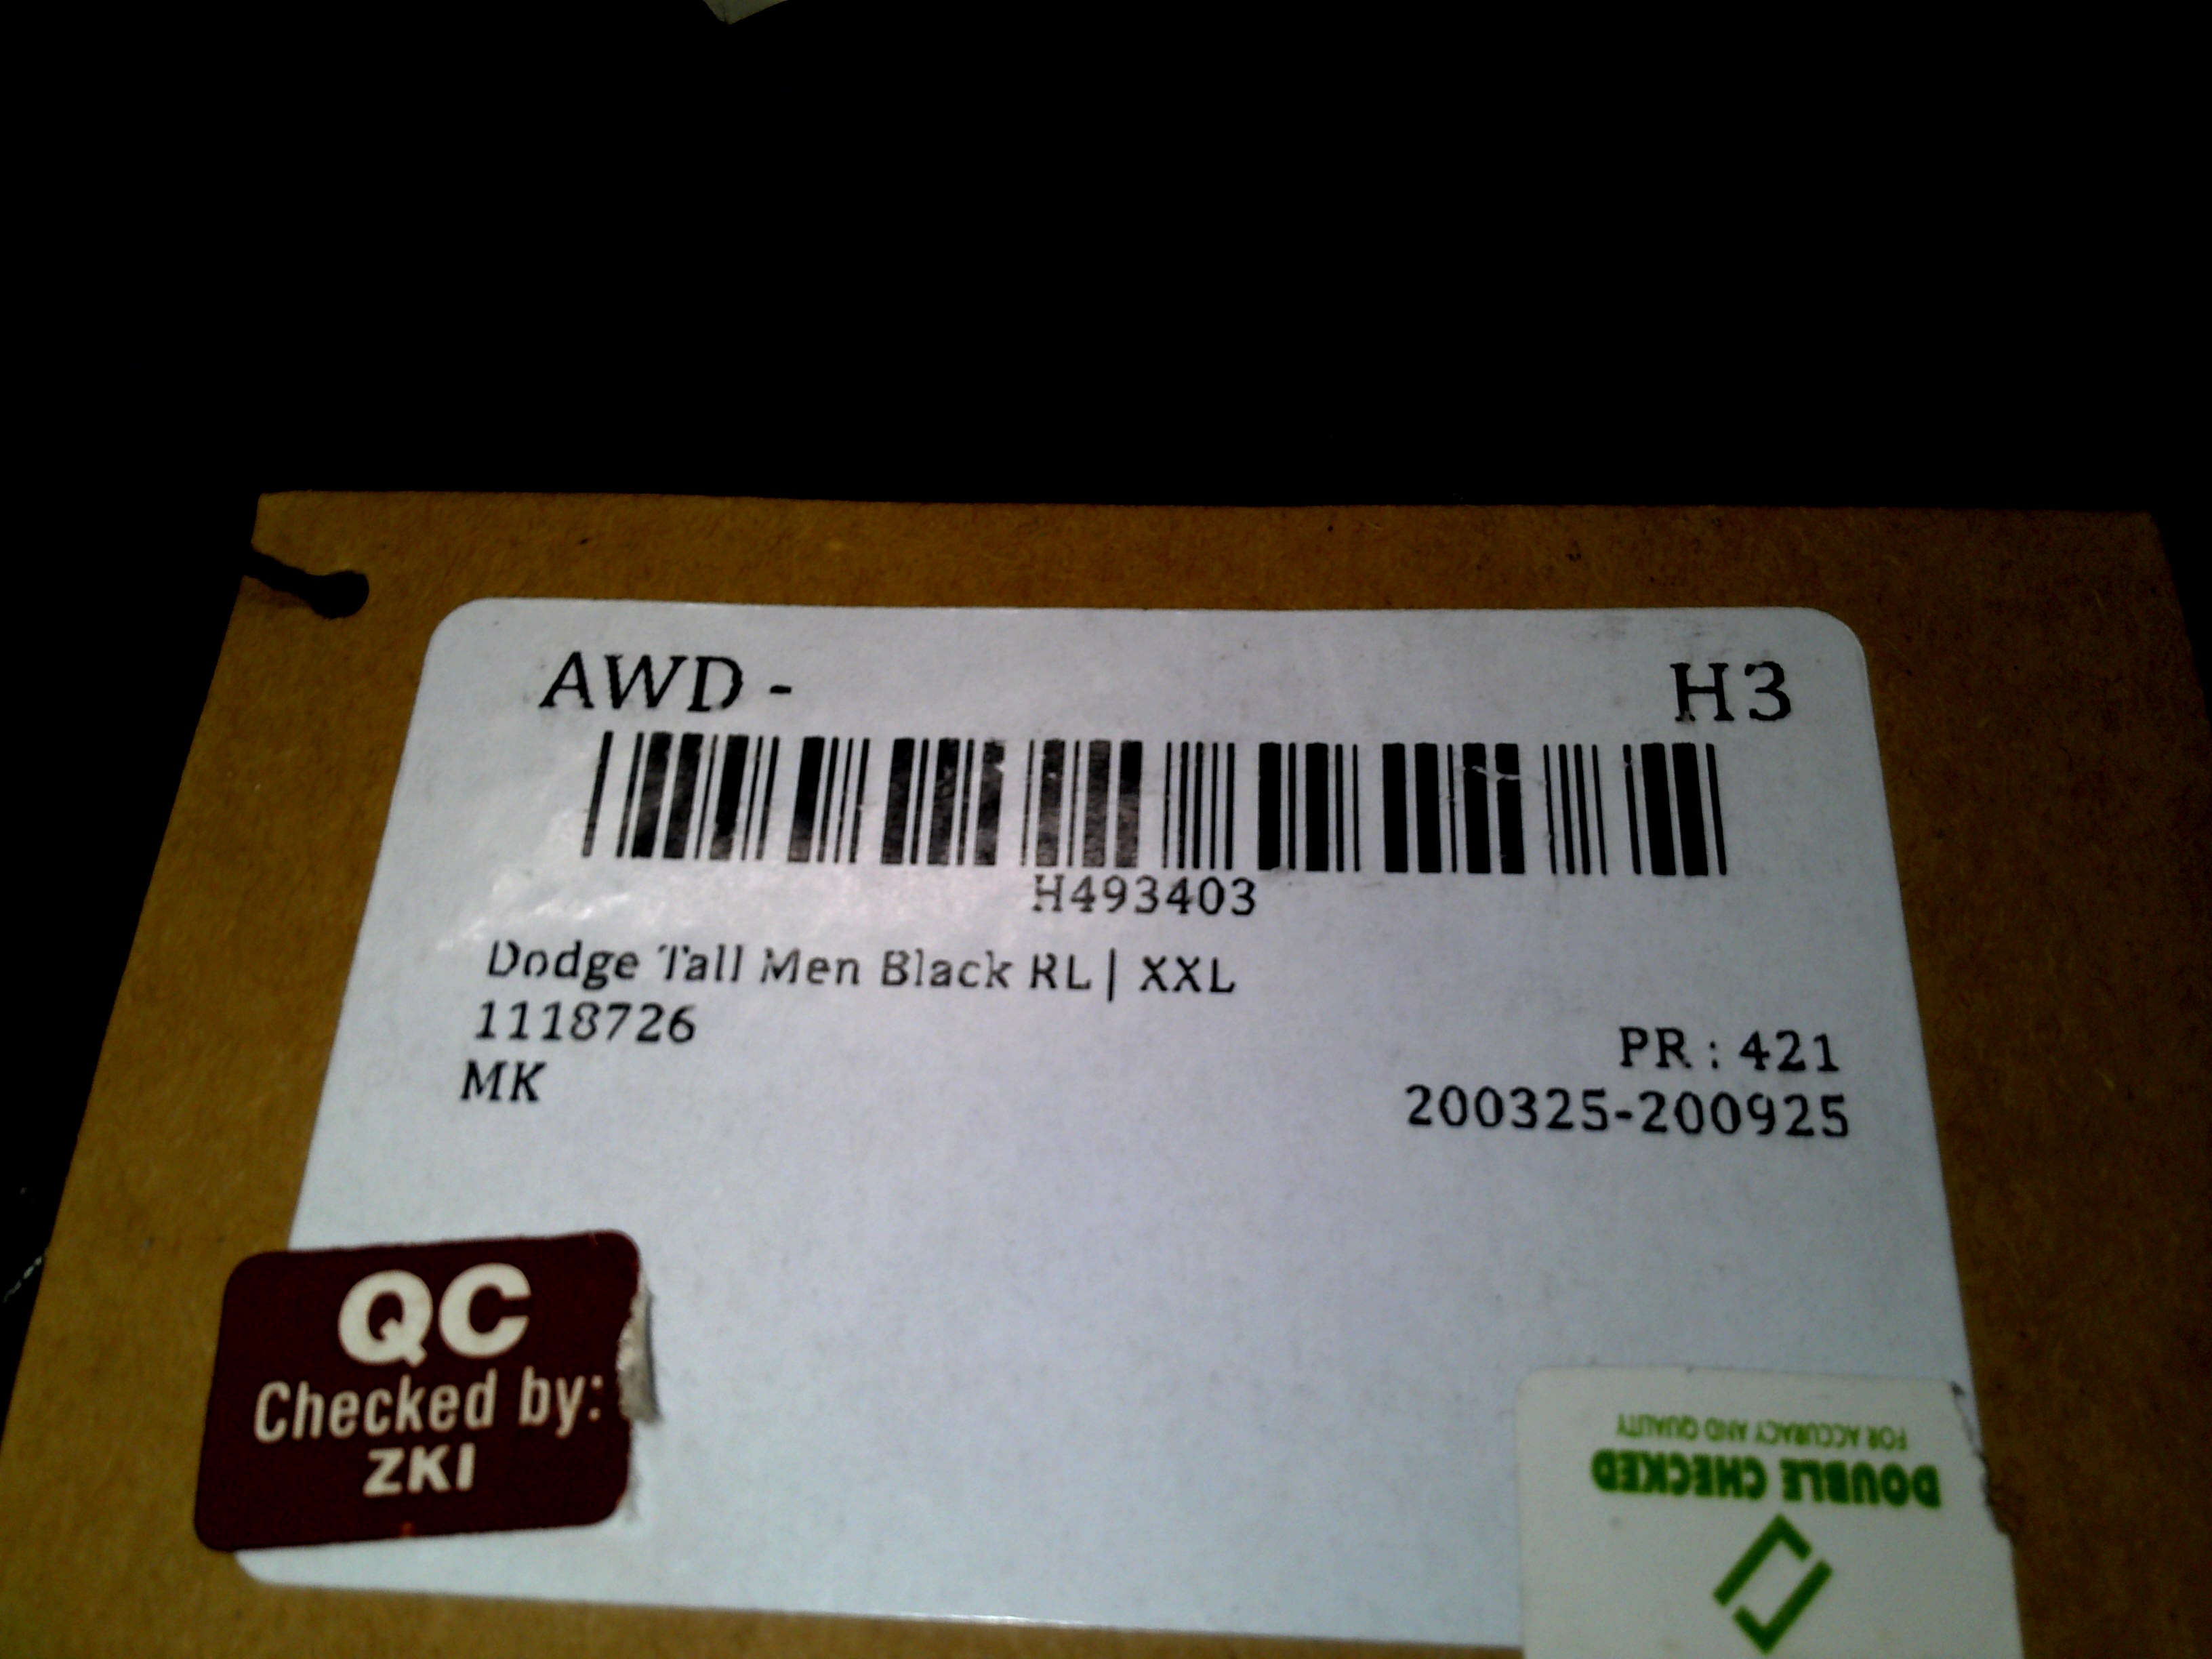 AWD - H3
H493403
Dodge Tall Men Black RL | XXL
1118726
PR : 421
MK
200325-200925
QC
Checked by:
ZKI
DOUBLE CHECKED
FOR ACCURACY AND QUALITY